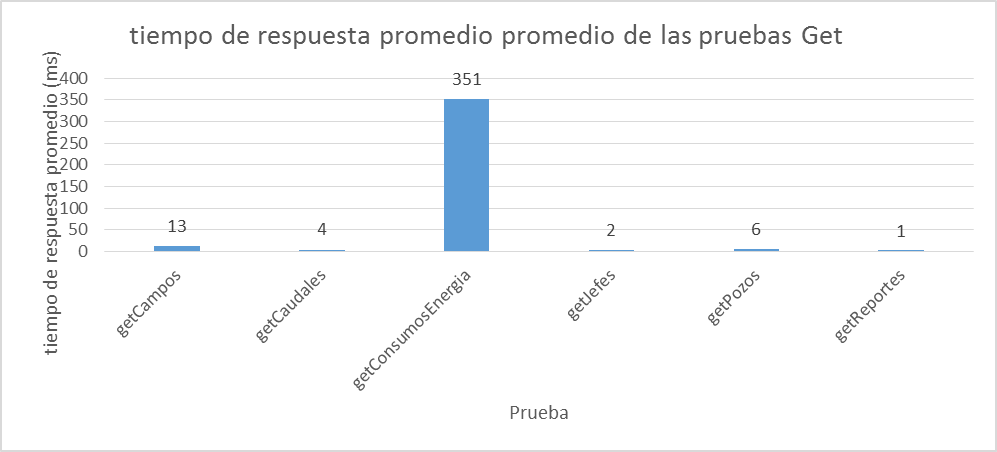 tiempo de respuesta promedio promedio de las pruebas Get
tiempo de respuesta promedio (ms)
400
350
300
250
200
150
100
50
0
13
4
351
2
6
1
getCampos
getCaudales
getConsumosEnergia
getJefes
getPozos
getReportes
Prueba